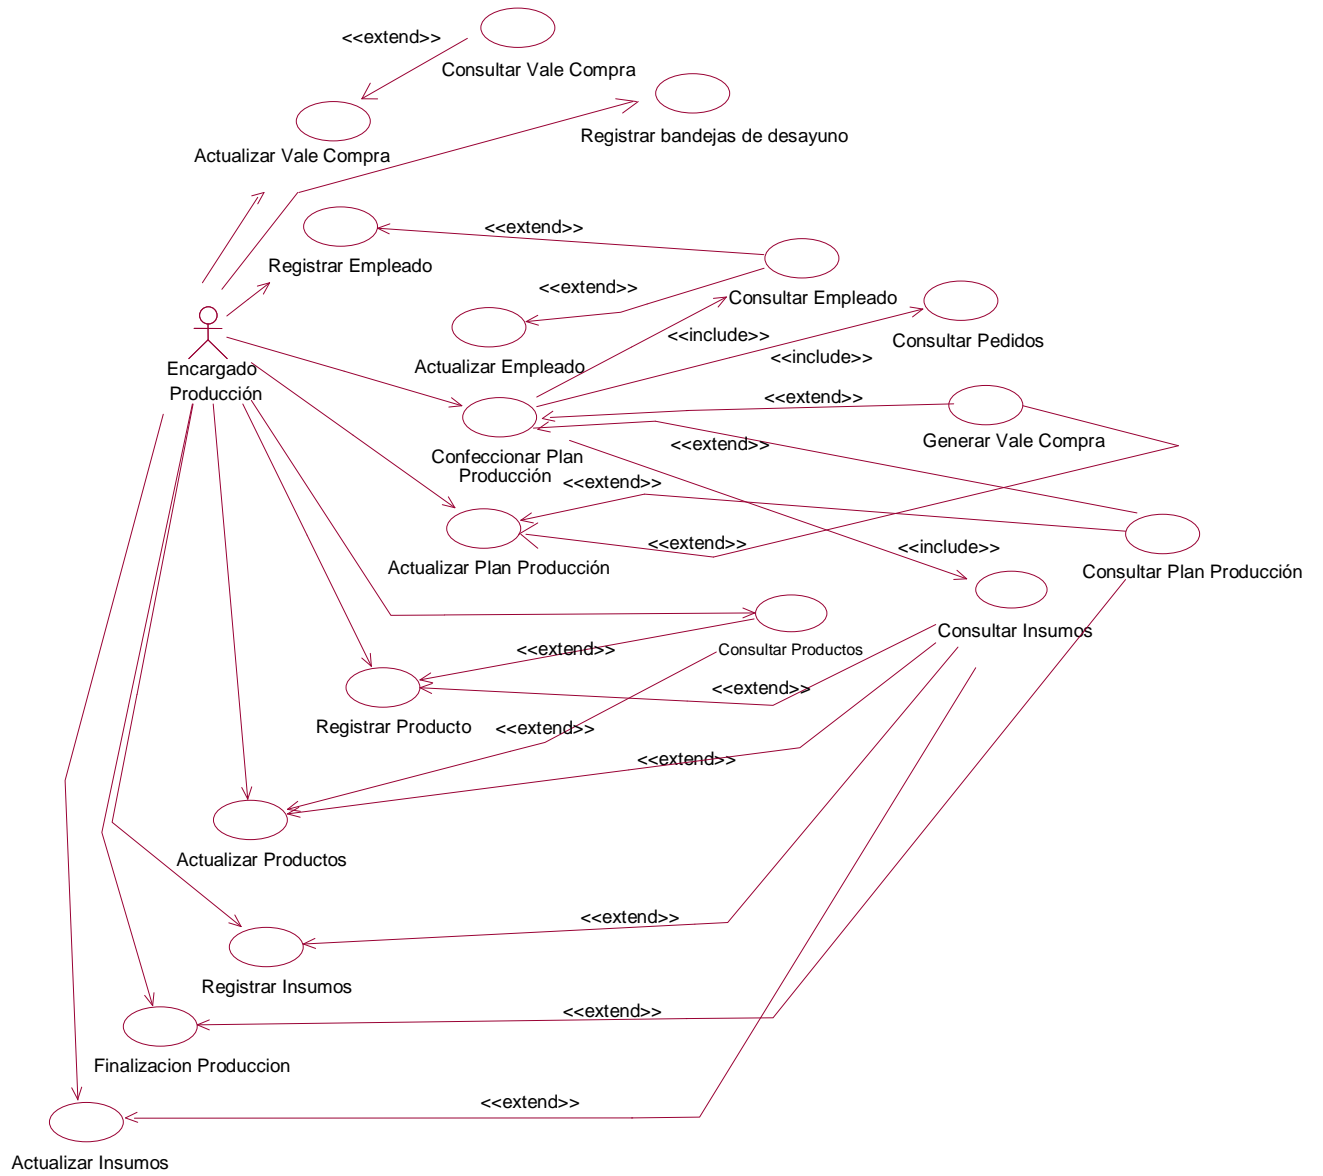 <<extend>>
Consultar Vale Compra
Registrar bandejas de desayuno
Actualizar Vale Compra
<<extend>>
Registrar Empleado
<<extend>>
Consultar Empleado
<<include>>
Consultar Pedidos
<<include>>
Actualizar Empleado
Encargado
Producción
<<extend>>
Generar Vale Compra
<<extend>>
Confeccionar Plan
Producción
<<extend>>
<<extend>>
<<include>>
Actualizar Plan Producción
Consultar Plan Producción
Consultar Insumos
<<extend>>
Consultar Productos
<<extend>>
Registrar Producto
<<extend>>
<<extend>>
Actualizar Productos
<<extend>>
Registrar Insumos
<<extend>>
Finalizacion Produccion
<<extend>>
Actualizar Insumos